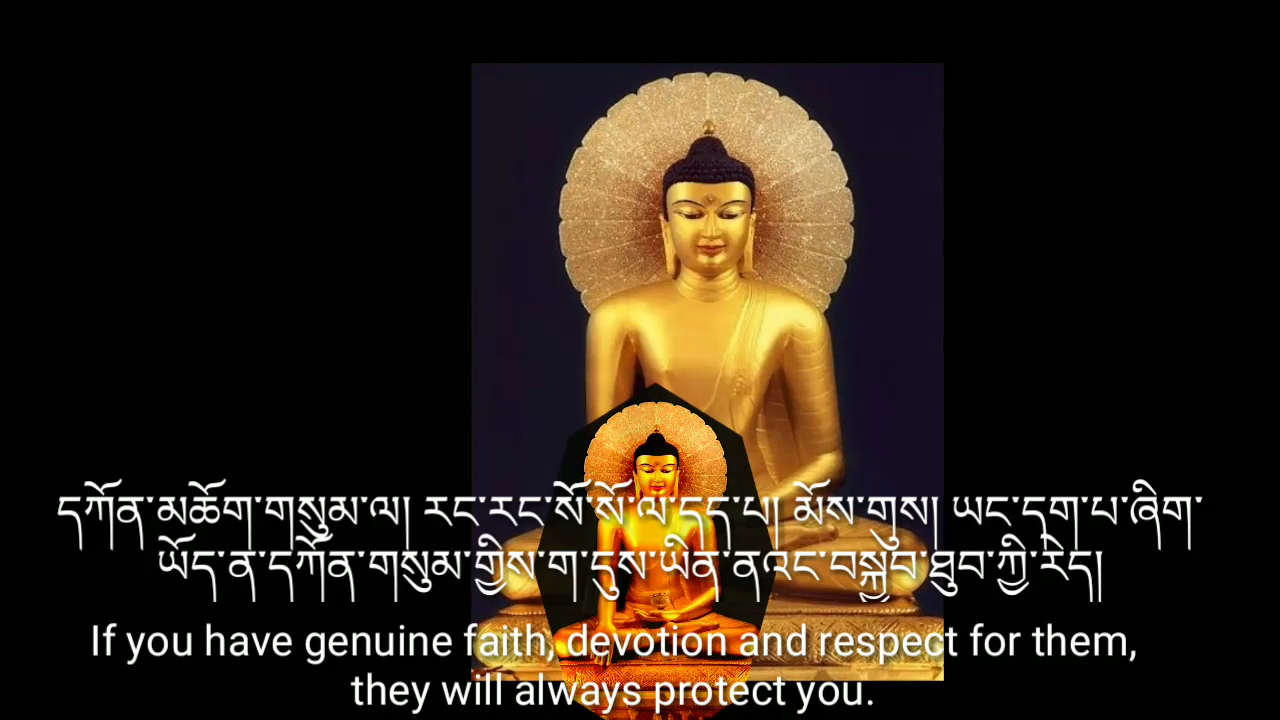 དཀོན་མཆོག་གསུམ་ལ། རང་རང་སོ་སོ་ལ་དད་པ། མོས་གུས། ཡང་དག་པ་ཞིག་
ཡོད་ན་དཀོན་གསུམ་གྱིས་ག་དུས་ཡིན་ནའང་བསྐྱབ་ཐུབ་ཀྱི་རེད།
If you have genuine faith, devotion and respect for them,
they will always protect you.